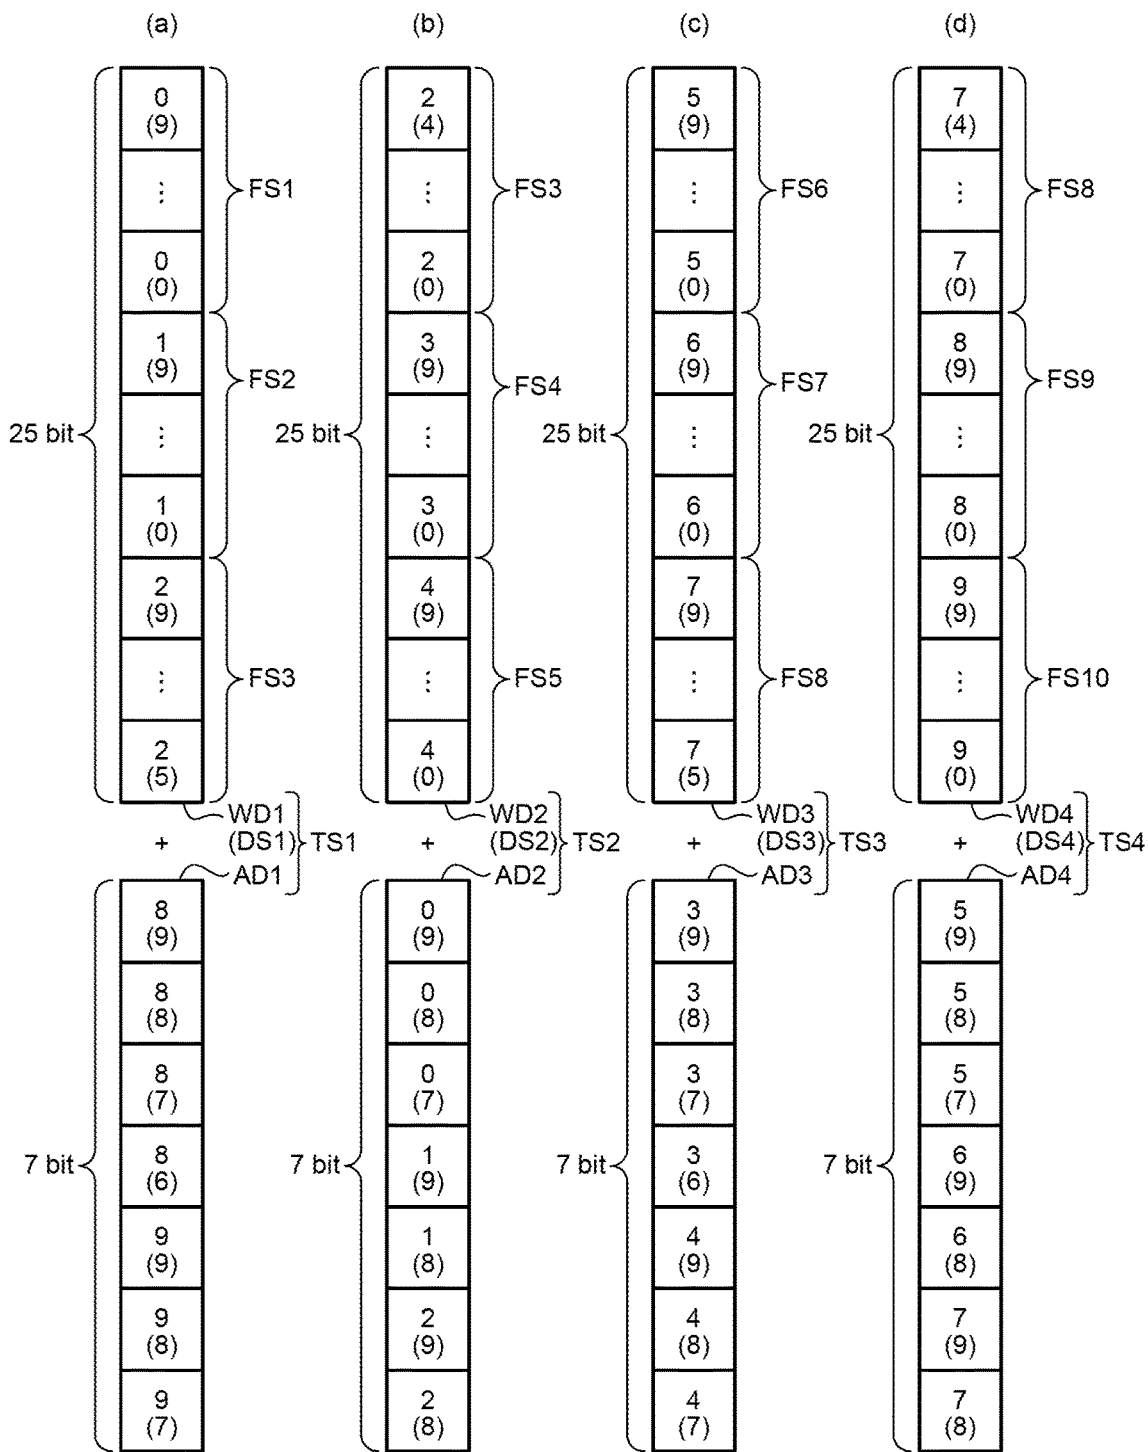 (a) (b) (c) (d)
0 2 5 7
(9) (4) (9) (4)
⋮ FS1 ⋮ FS3 ⋮ FS6 ⋮ FS8
0 2 5 7
(0) (0) (0) (0)
1 3 6 8
(9) (9) (9) (9)
FS2 FS4 FS7 FS9
25 bit ⋮ 25 bit ⋮ 25 bit ⋮ 25 bit ⋮
1 3 6 8
(0) (0) (0) (0)
2 4 7 9
(9) (9) (9) (9)
⋮ FS3 ⋮ FS5 ⋮ FS8 ⋮ FS10
2 4 7 9
(5) (0) (5) (0)
WD1 WD2 WD3 WD4
+ (DS1) TS1 + (DS2) TS2 + (DS3) TS3 + (DS4) TS4
AD1 AD2 AD3 AD4
8 0 3 5
(9) (9) (9) (9)
8 0 3 5
(8) (8) (8) (8)
8 0 3 5
(7) (7) (7) (7)
7 bit 8 7 bit 1 7 bit 3 7 bit 6
(6) (9) (6) (9)
9 1 4 6
(9) (8) (9) (8)
9 2 4 7
(8) (9) (8) (9)
9 2 4 7
(7) (8) (7) (8)